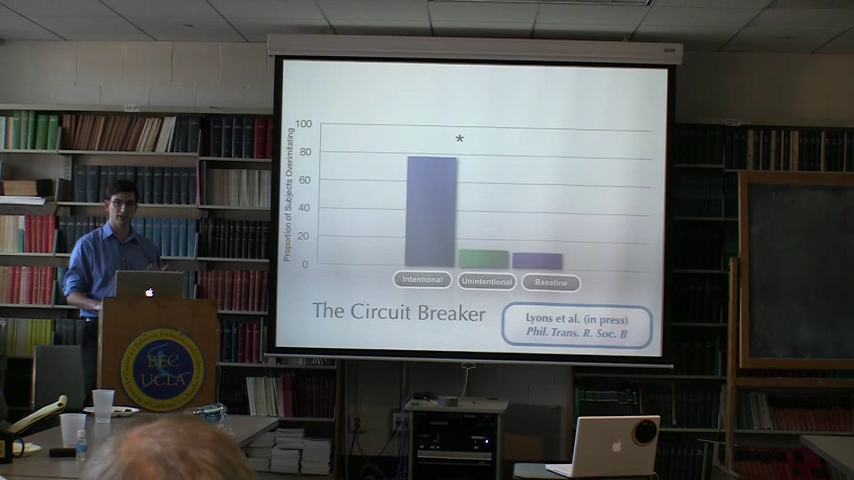 100
*
80
60
40
20
0
Proportion of Subjects Overimitating
Intentional
Unintentional
Baseline
The Circuit Breaker
Lyons et al. (in press)
Phil. Trans. R. Soc. B
BEC
UCLA